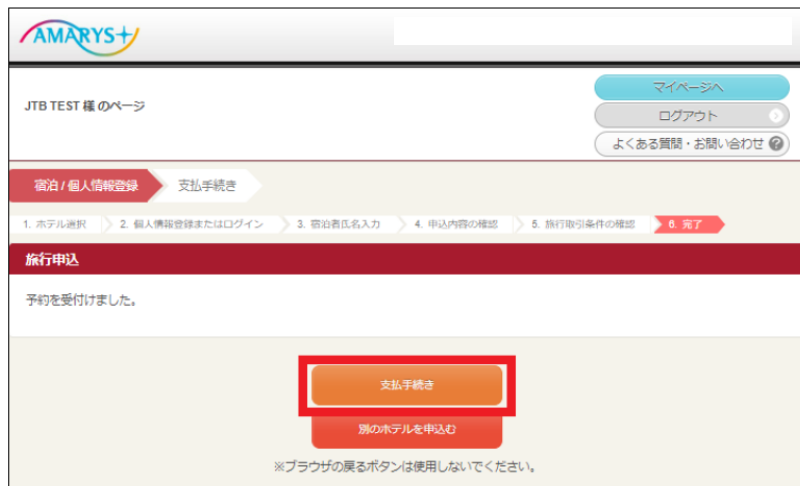 AMARYS+
JTB TEST 様 のページ
マイページへ
ログアウト
よくある質問・お問い合わせ ?
宿泊 / 個人情報登録 支払手続き
1. ホテル選択 2. 個人情報登録またはログイン 3. 宿泊者氏名入力 4. 申込内容の確認 5. 旅行取引条件の確認 6. 完了
旅行申込
予約を受付けました。
支払手続き
別のホテルを申込む
※ブラウザの戻るボタンは使用しないでください。